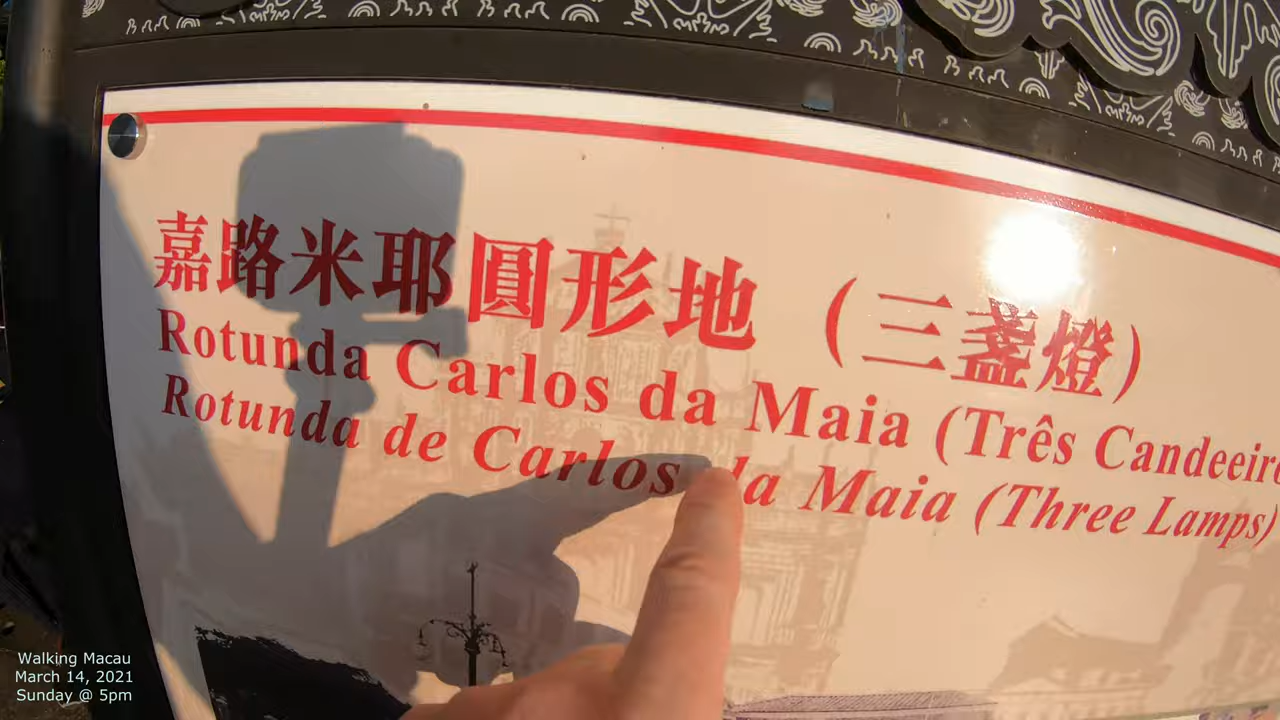 嘉路米耶圓形地（三盞燈）
Rotunda Carlos da Maia (Três
Rotunda de Carlos da Maia (Three Lamps)
Walking Macau
March 14, 2021
Sunday @ 5pm